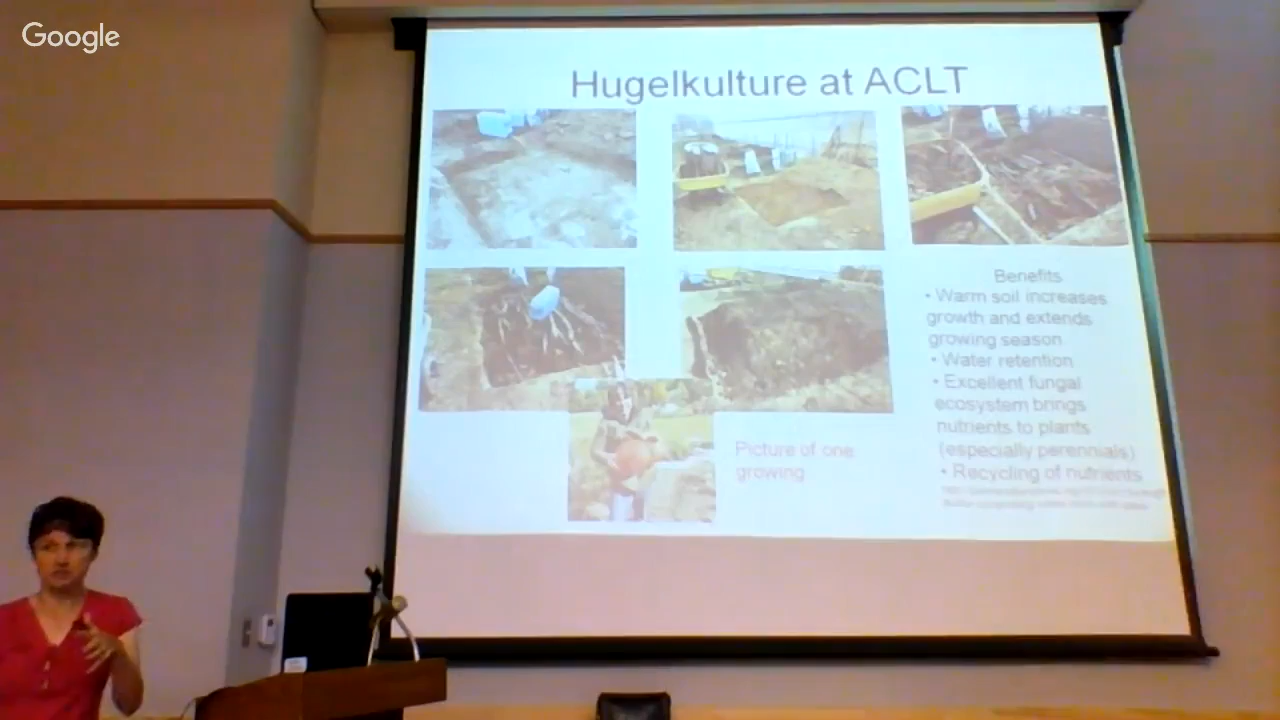 Google
Hugelkulture at ACLT
Benefits
• Warm soil increases
growth and extends
growing season
• Water retention
• Excellent fungal
ecosystem brings
nutrients to plants
(especially perennials)
• Recycling of nutrients
Picture of one
growing